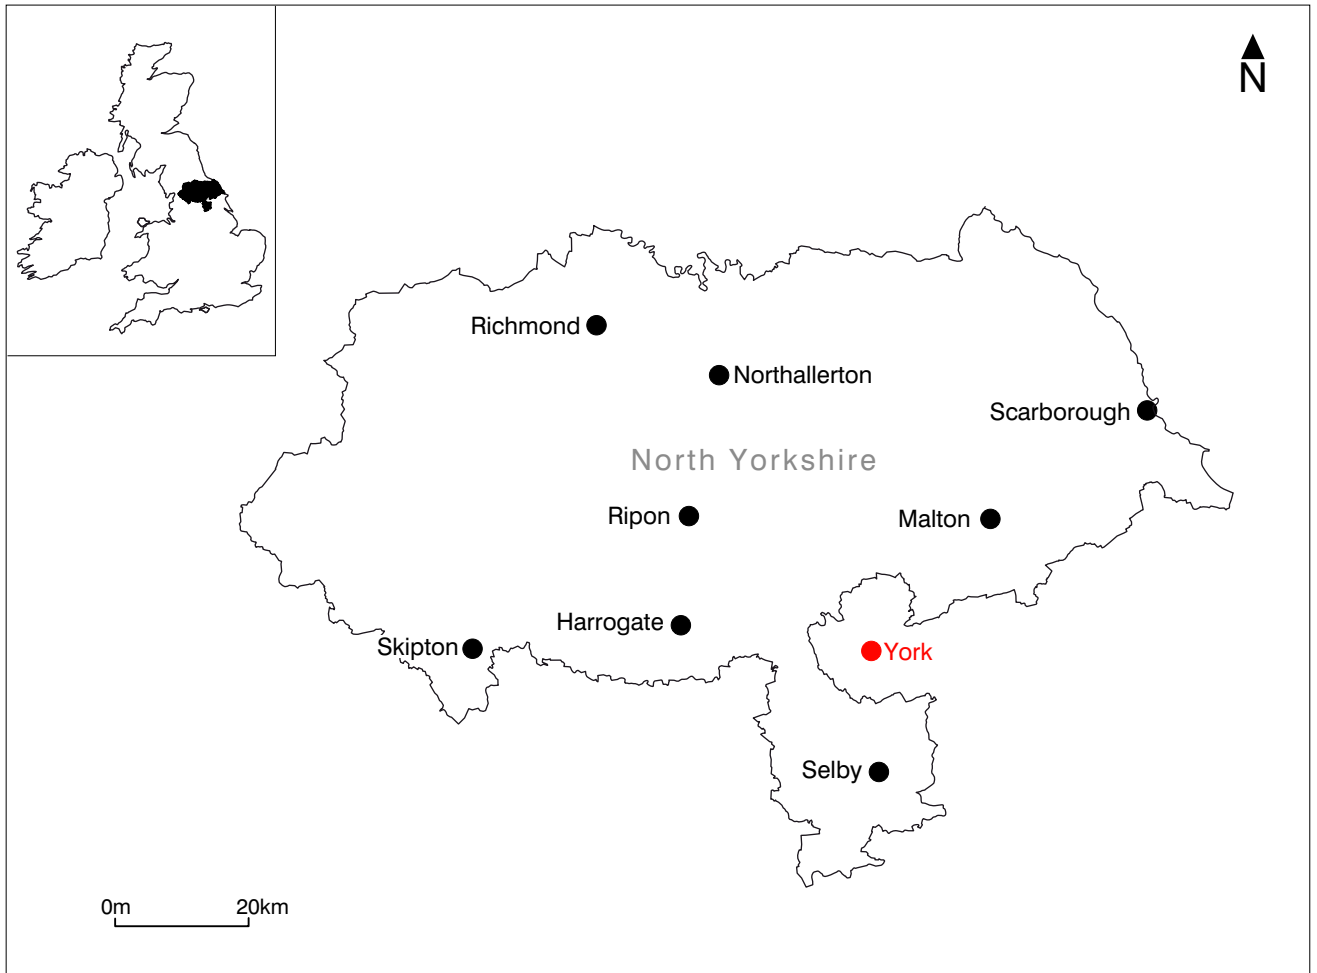 N
Richmond
Northallerton
Scarborough
North Yorkshire
Ripon
Malton
Harrogate
Skipton
York
Selby
0m 20km